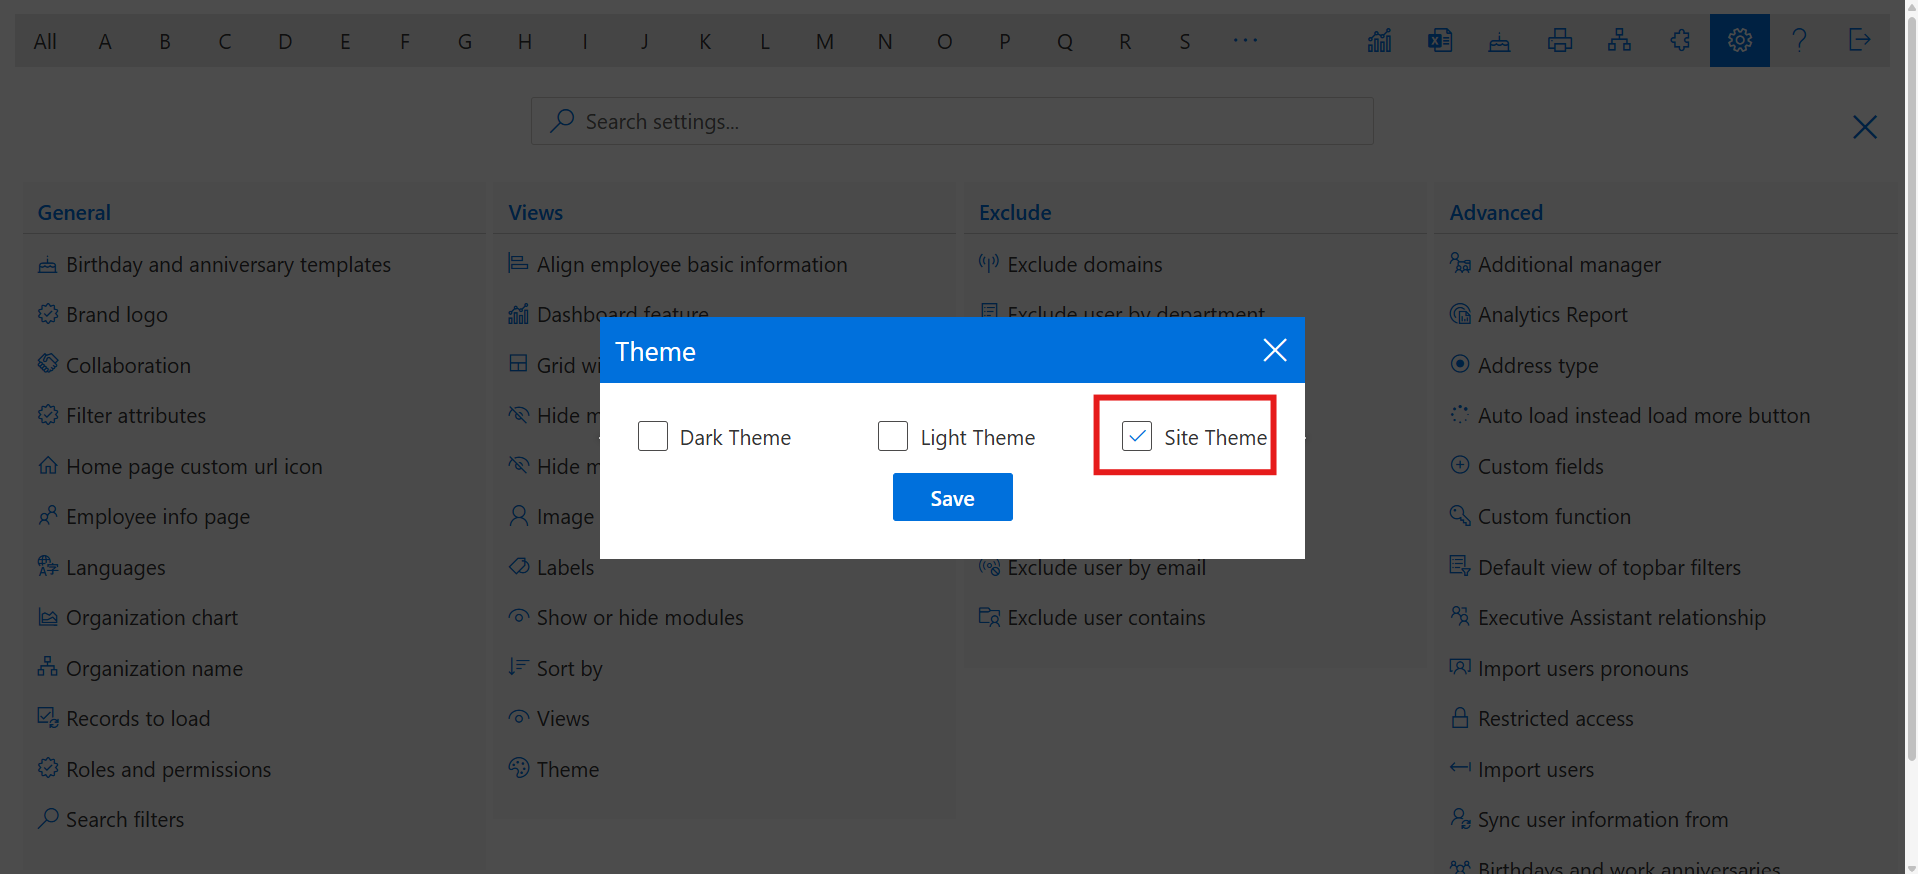 All A B C D E F G H I J K L M N O P Q R S ...
Search settings...
General
Birthday and anniversary templates
Brand logo
Collaboration
Filter attributes
Home page custom url icon
Employee info page
Languages
Organization chart
Organization name
Records to load
Roles and permissions
Search filters
Views
Align employee basic information
Dashboard feature
Grid wi
Hide m
Hide m
Image
Labels
Show or hide modules
Sort by
Views
Theme
Exclude
Exclude domains
Exclude user by department
Exclude user by email
Exclude user contains
Advanced
Additional manager
Analytics Report
Address type
Auto load instead load more button
Custom fields
Custom function
Default view of topbar filters
Executive Assistant relationship
Import users pronouns
Restricted access
Import users
Sync user information from
Birthdays and work anniversaries
Theme
Dark Theme
Light Theme
Site Theme
Save